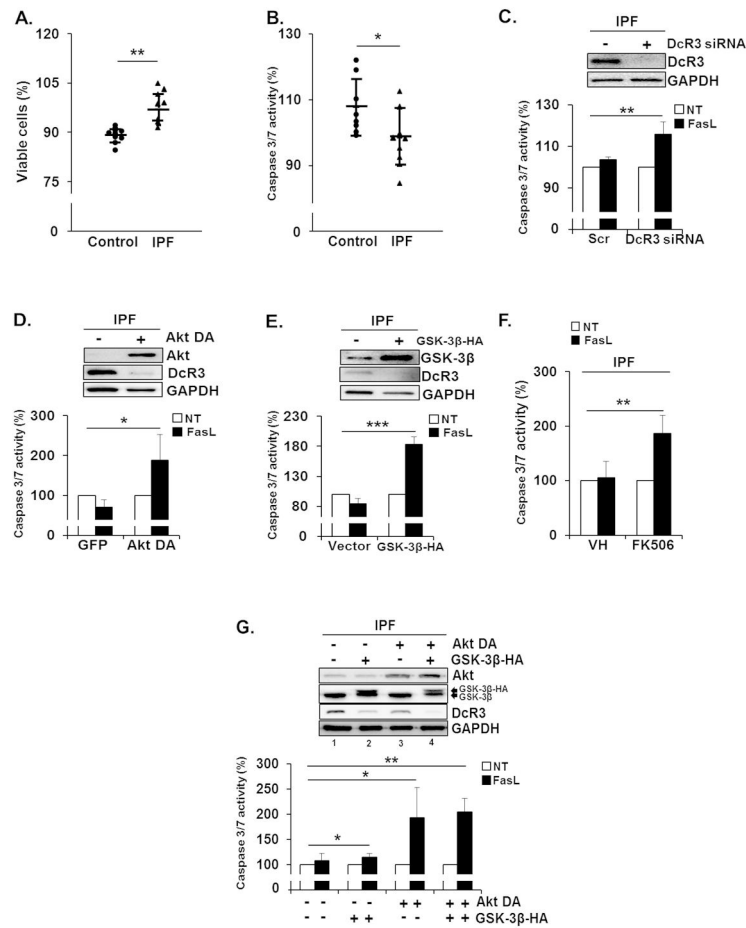 A.
Viable cells (%)
120
105
90
75
0
**
Control IPF
B.
Caspase 3/7 activity (%)
130
110
90
0
*
Control IPF
C.
IPF
- + DcR3 siRNA
DcR3
GAPDH
Caspase 3/7 activity (%)
130
110
90
0
**
NT
FasL
Scr DcR3 siRNA
D.
IPF
- + Akt DA
Akt
DcR3
GAPDH
Caspase 3/7 activity (%)
300
200
100
0
*
NT
FasL
GFP Akt DA
E.
IPF
- + GSK-3β-HA
GSK-3β
DcR3
GAPDH
Caspase 3/7 activity (%)
230
180
130
80
0
***
NT
FasL
Vector GSK-3β-HA
F.
NT
FasL
IPF
Caspase 3/7 activity (%)
300
200
100
0
**
VH FK506
G.
IPF
- - + + Akt DA
- + - + GSK-3β-HA
Akt
GSK-3β-HA
GSK-3β
DcR3
GAPDH
1 2 3 4
Caspase 3/7 activity (%)
300
250
200
150
100
0
**
*
*
NT
FasL
- - - - + + + + Akt DA
- - + + - - + + GSK-3β-HA